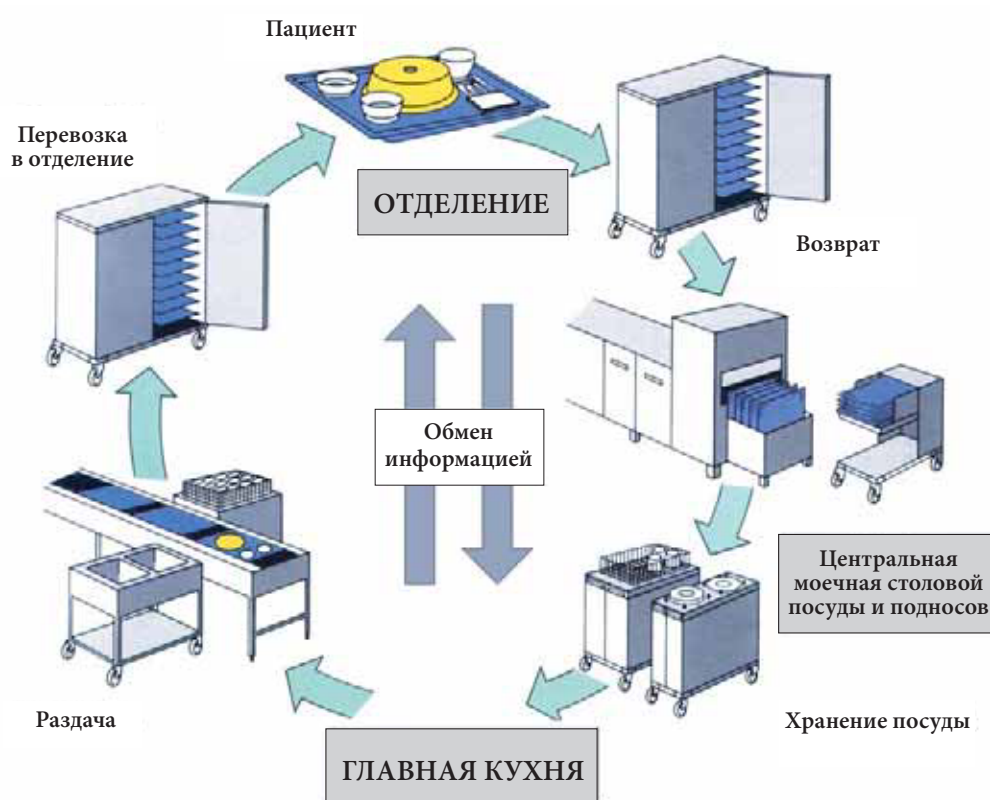 Пациент
Перевозка
в отделение
ОТДЕЛЕНИЕ
Возврат
Обмен
информацией
Центральная
моечная столовой
посуды и подносов
Раздача
Хранение посуды
ГЛАВНАЯ КУХНЯ